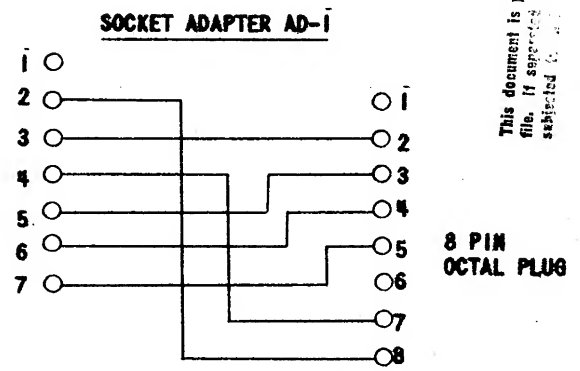 SOCKET ADAPTER AD-1
1
2
3
4
5
6
7
1
2
3
4
5
6
7
8
8 PIN
OCTAL PLUG
This document is
file. If separated
subjected